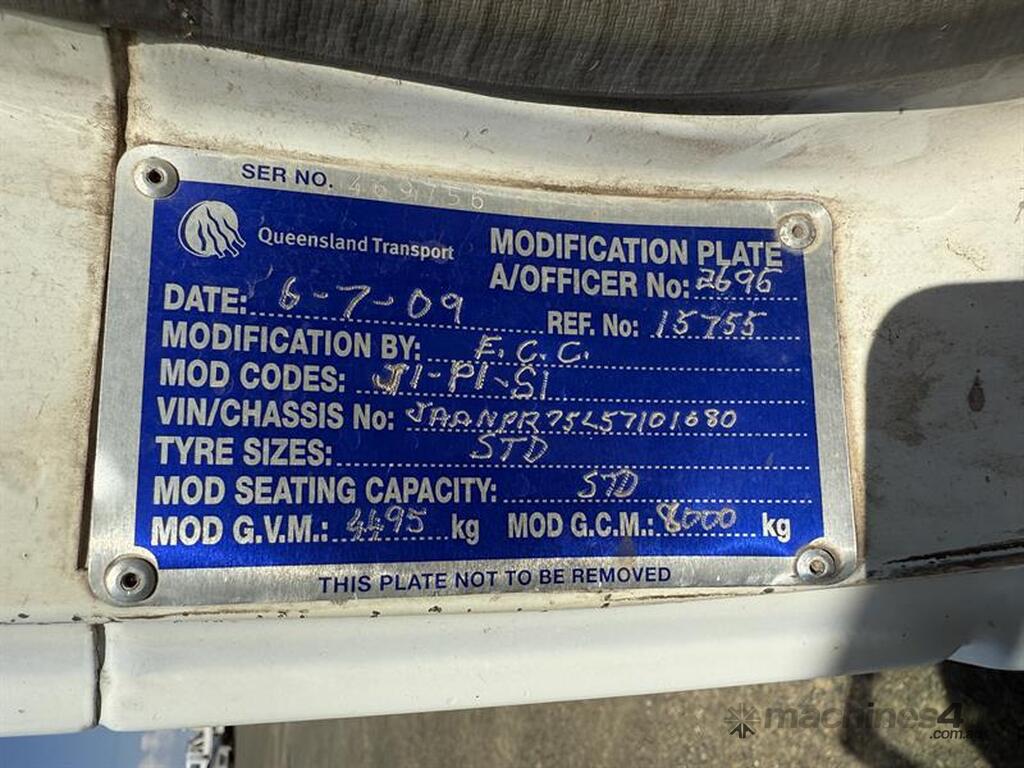 SER NO. 469756
Queensland Transport
MODIFICATION PLATE
A/OFFICER No: 2695
DATE: 6-7-09
REF. No: 15755
MODIFICATION BY: F.C.C.
MOD CODES: J1-P1-S1
VIN/CHASSIS No: JAANPR75L57101680
TYRE SIZES: STD
MOD SEATING CAPACITY: STD
MOD G.V.M.: 4495 kg MOD G.C.M.: 8000 kg
THIS PLATE NOT TO BE REMOVED
machines4u
.com.au